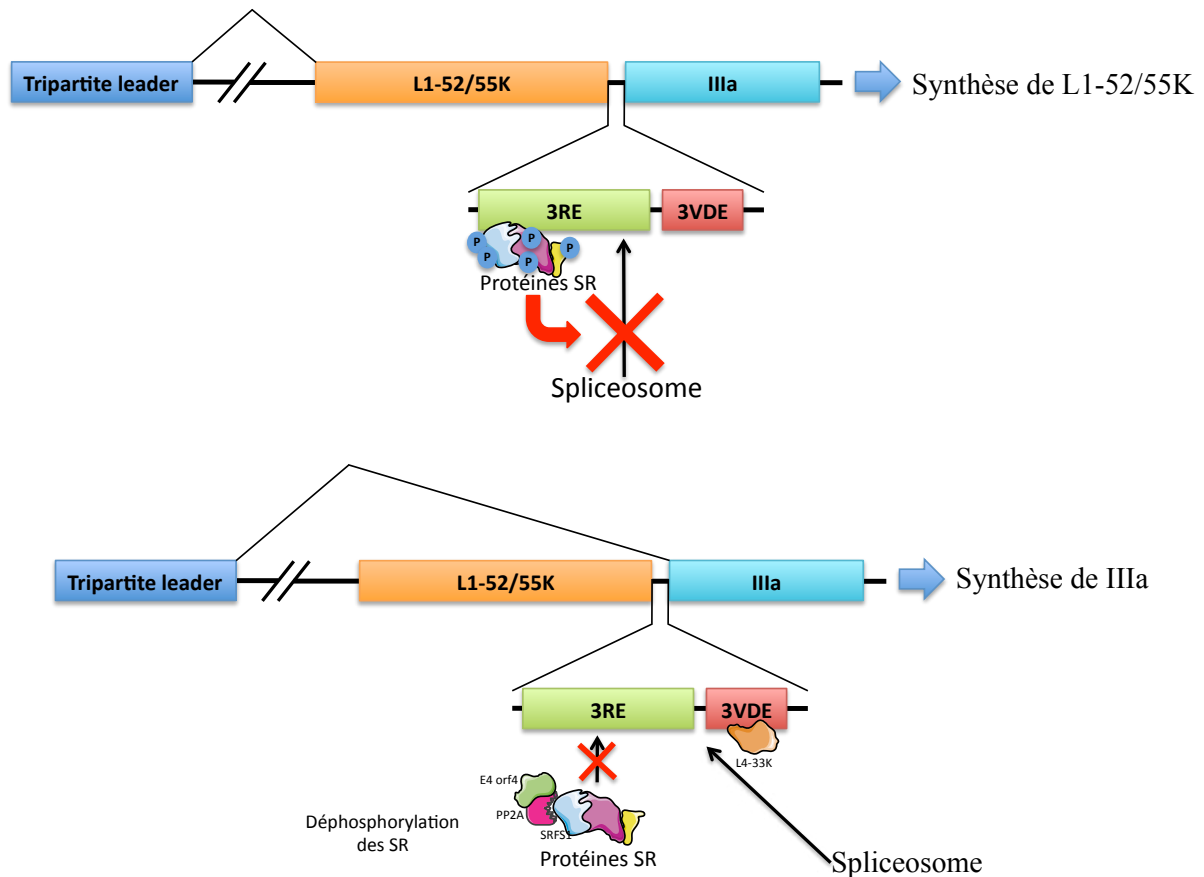 Tripartite leader
L1-52/55K
IIIa
Synthèse de L1-52/55K
3RE
3VDE
P
P
P
P
P
P
Protéines SR
Spliceosome
Tripartite leader
L1-52/55K
IIIa
Synthèse de IIIa
3RE
3VDE
L4-33K
E4 orf4
PP2A
SRFS1
Déphosphorylation
des SR
Protéines SR
Spliceosome